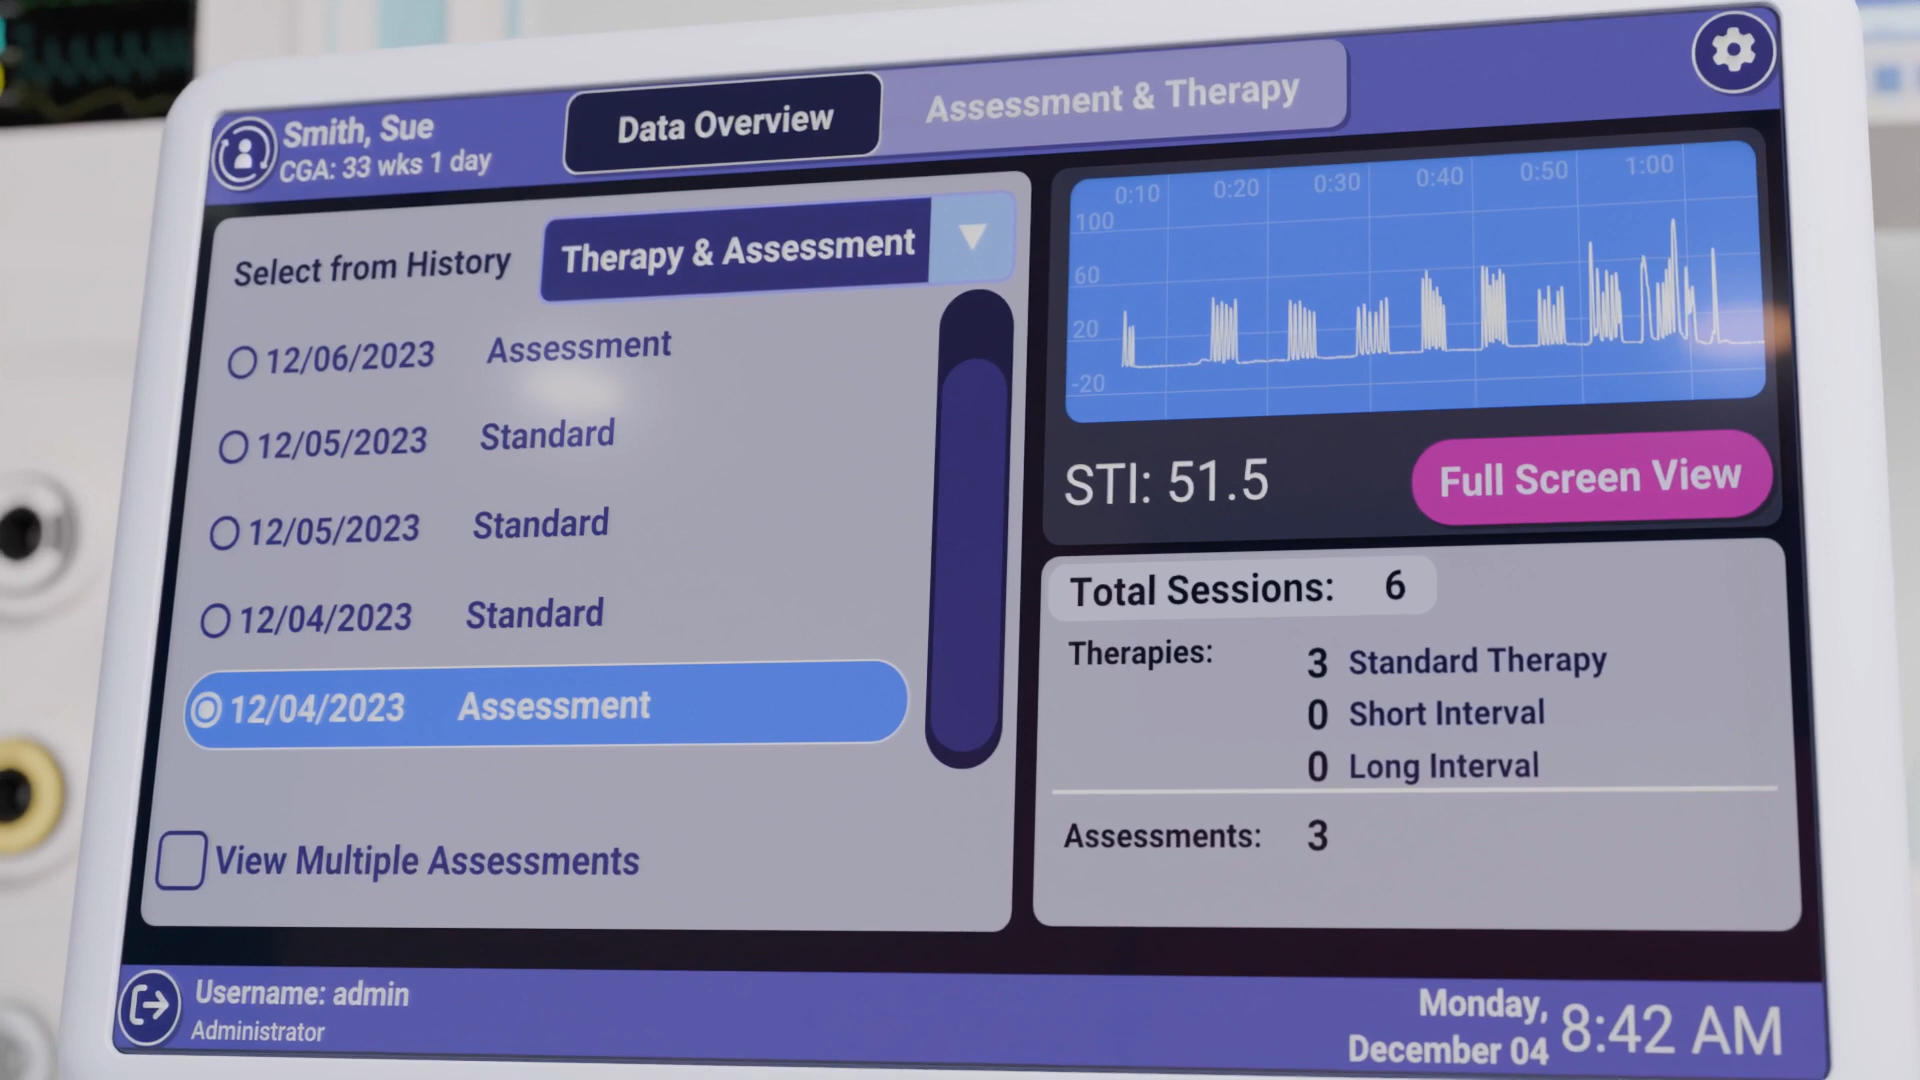 Smith, Sue
CGA: 33 wks 1 day
Data Overview
Assessment & Therapy
Select from History
Therapy & Assessment
12/06/2023 Assessment
12/05/2023 Standard
12/05/2023 Standard
12/04/2023 Standard
12/04/2023 Assessment
View Multiple Assessments
0:10 0:20 0:30 0:40 0:50 1:00
100
60
20
-20
STI: 51.5
Full Screen View
Total Sessions: 6
Therapies: 3 Standard Therapy
0 Short Interval
0 Long Interval
Assessments: 3
Username: admin
Administrator
Monday,
December 04
8:42 AM